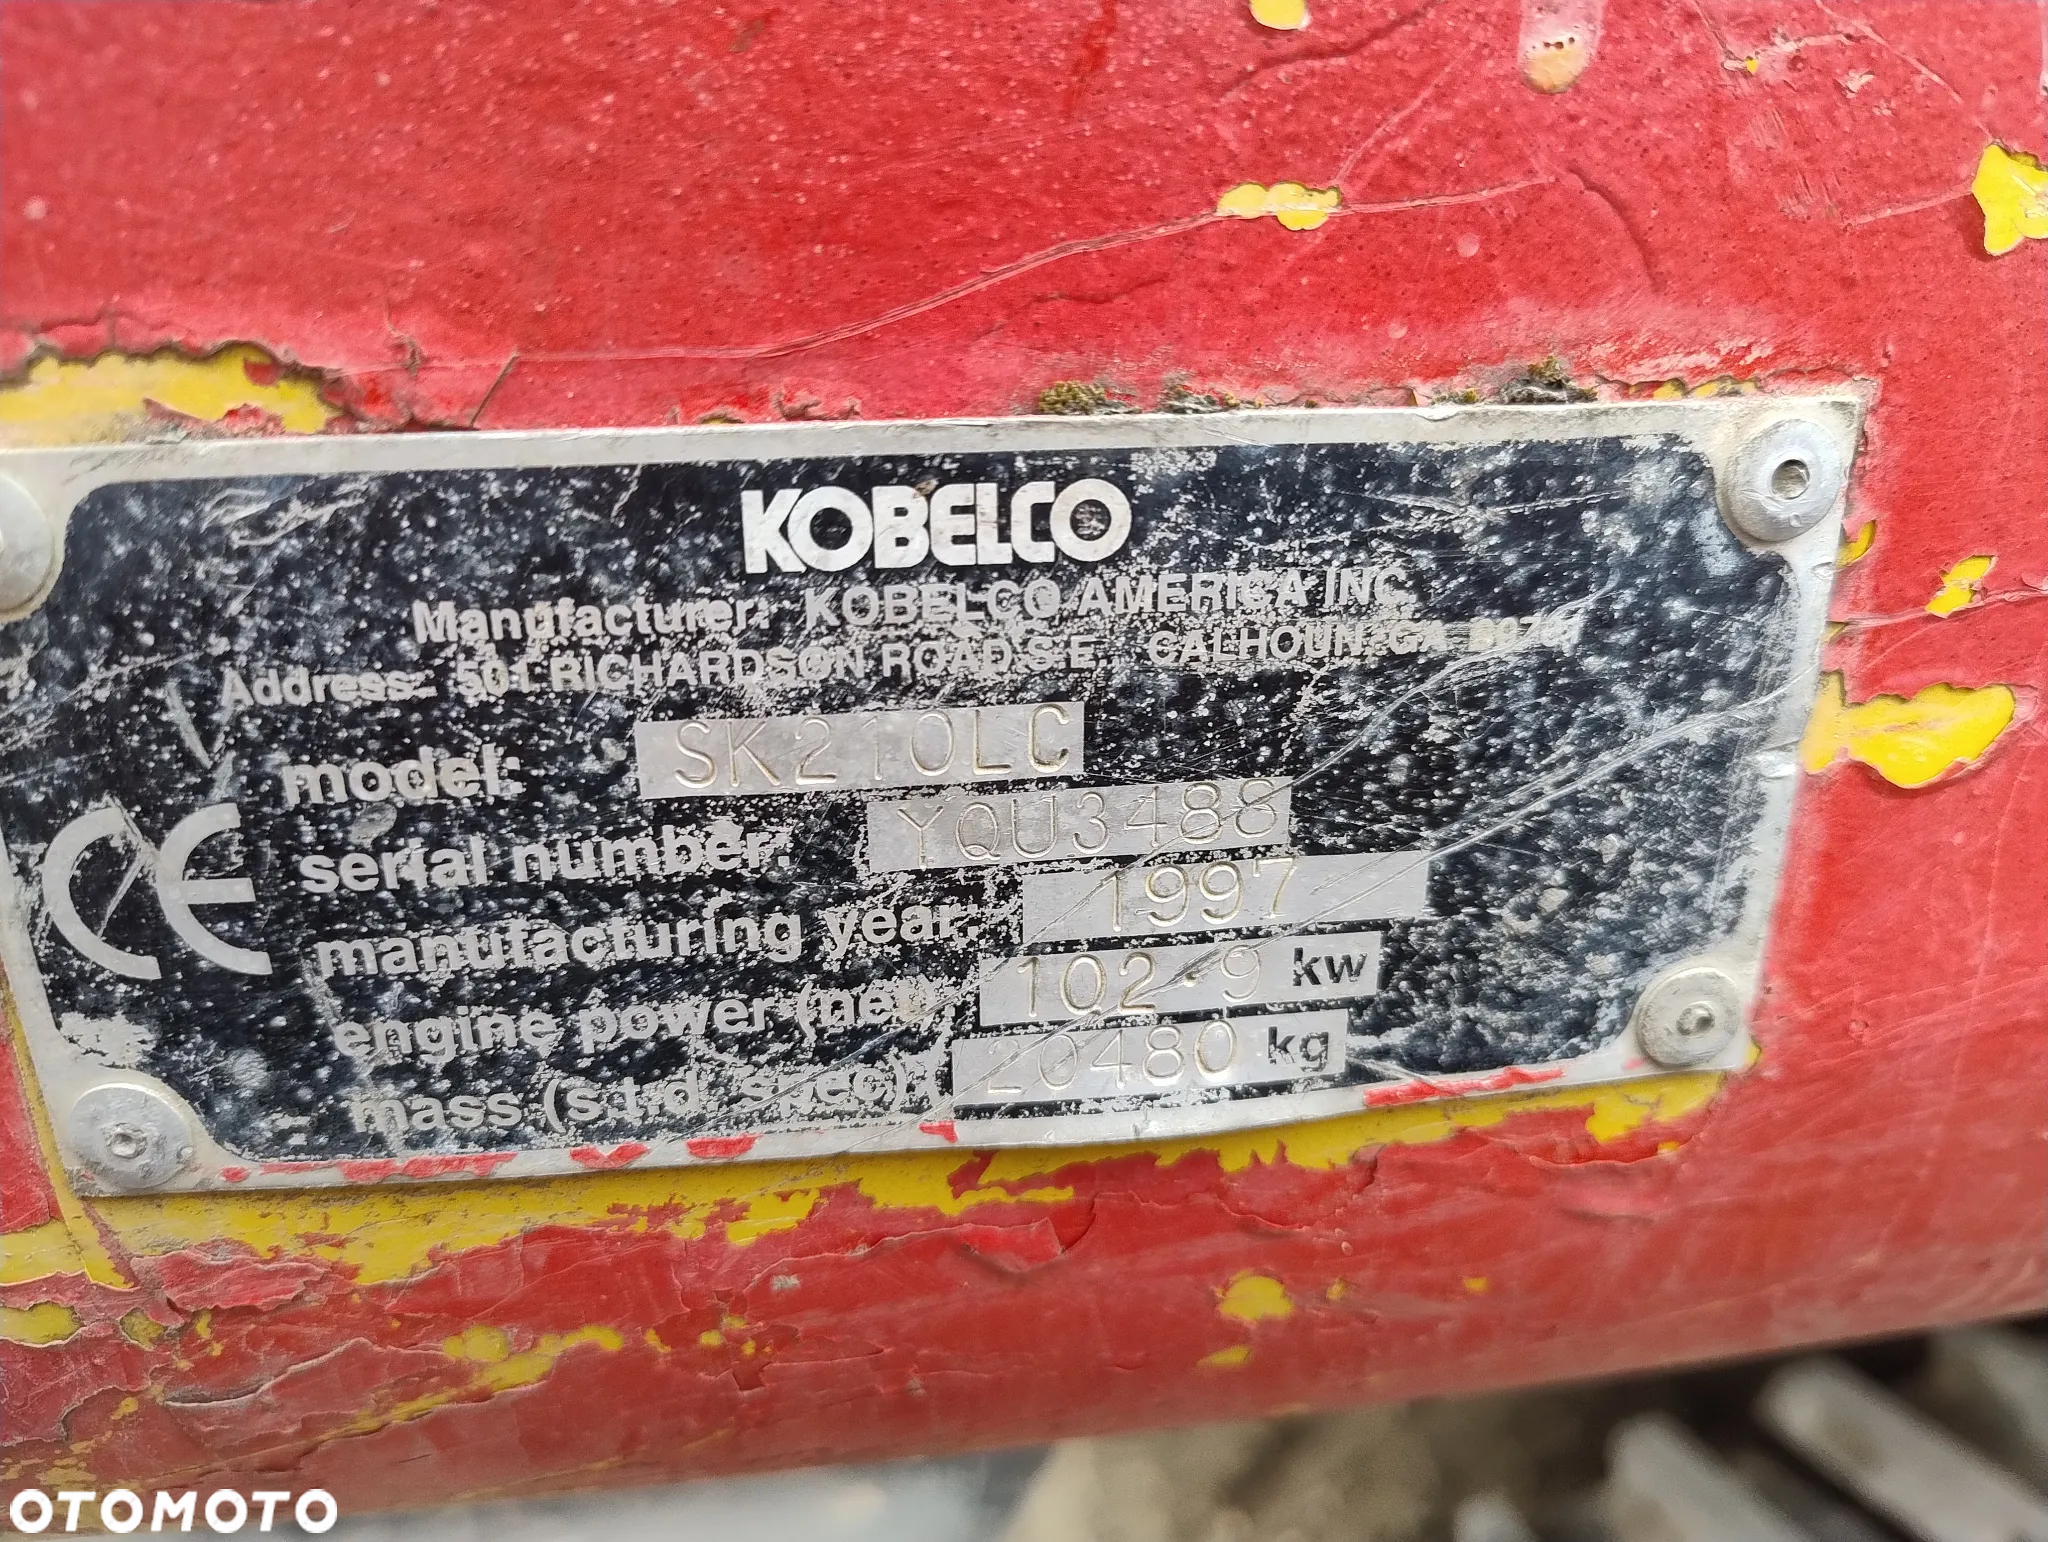 KOBELCO
Manufacturer: KOBELCO AMERICA INC.
Address: 501 RICHARDSON ROAD S.E., CALHOUN, GA
model: SK210LC
serial number: YQU3488
manufacturing year: 1997
engine power (net): 102.9 kw
mass (s.t.d. spec): 20480 kg
CE
OTOMOTO